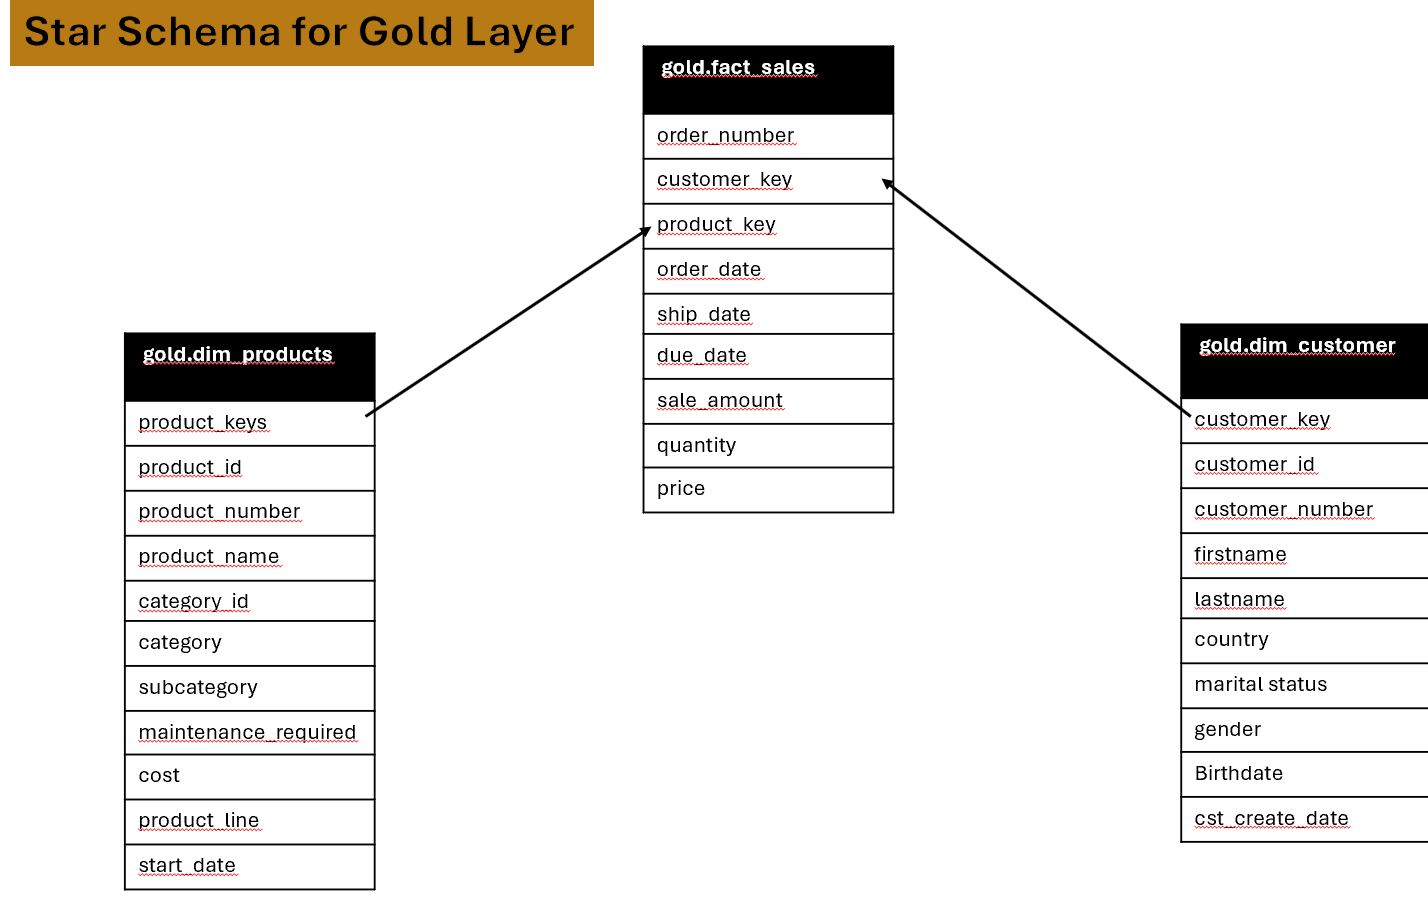 Star Schema for Gold Layer
gold.fact_sales
order_number
customer_key
product_key
order_date
ship_date
due_date
sale_amount
quantity
price
gold.dim_products
product_keys
product_id
product_number
product_name
category_id
category
subcategory
maintenance_required
cost
product_line
start_date
gold.dim_customer
customer_key
customer_id
customer_number
firstname
lastname
country
marital status
gender
Birthdate
cst_create_date